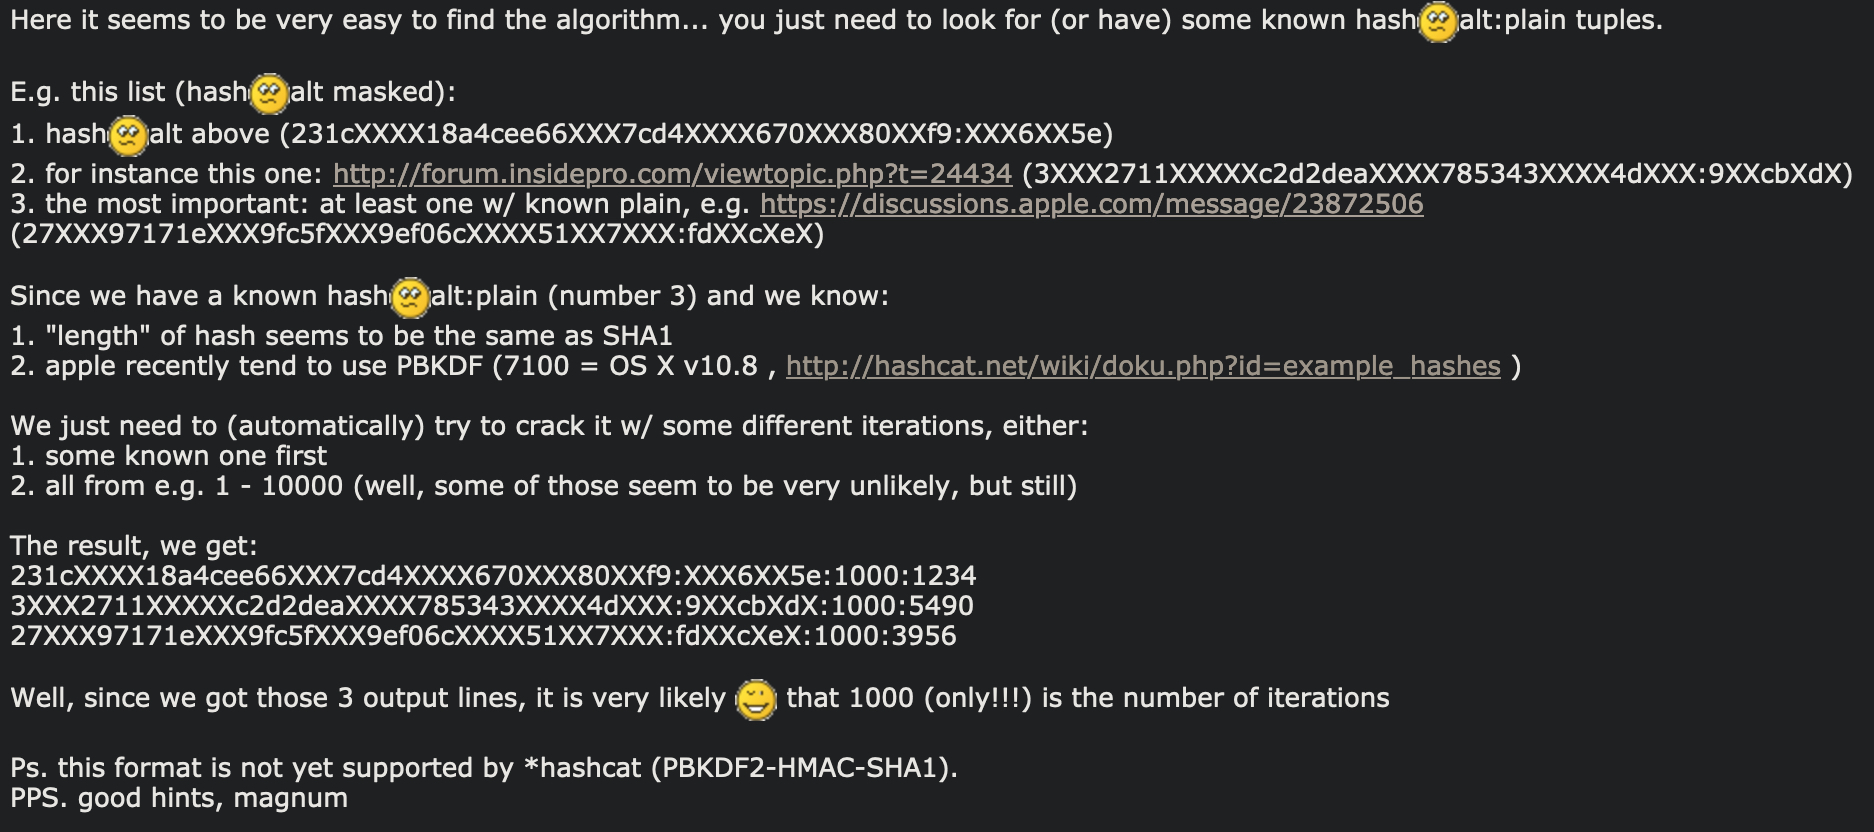 Here it seems to be very easy to find the algorithm... you just need to look for (or have) some known hash alt:plain tuples.
E.g. this list (hash alt masked):
1. hash alt above (231cXXXX18a4cee66XXX7cd4XXXX670XXX80XXf9:XXX6XX5e)
2. for instance this one: http://forum.insidepro.com/viewtopic.php?t=24434 (3XXX2711XXXXXc2d2deaXXXX785343XXXX4dXXX:9XXcbXdX)
3. the most important: at least one w/ known plain, e.g. https://discussions.apple.com/message/23872506
(27XXX97171eXXX9fc5fXXX9ef06cXXXX51XX7XXX:fdXXcXeX)
Since we have a known hash alt:plain (number 3) and we know:
1. "length" of hash seems to be the same as SHA1
2. apple recently tend to use PBKDF (7100 = OS X v10.8 , http://hashcat.net/wiki/doku.php?id=example_hashes )
We just need to (automatically) try to crack it w/ some different iterations, either:
1. some known one first
2. all from e.g. 1 - 10000 (well, some of those seem to be very unlikely, but still)
The result, we get:
231cXXXX18a4cee66XXX7cd4XXXX670XXX80XXf9:XXX6XX5e:1000:1234
3XXX2711XXXXXc2d2deaXXXX785343XXXX4dXXX:9XXcbXdX:1000:5490
27XXX97171eXXX9fc5fXXX9ef06cXXXX51XX7XXX:fdXXcXeX:1000:3956
Well, since we got those 3 output lines, it is very likely that 1000 (only!!!) is the number of iterations
Ps. this format is not yet supported by *hashcat (PBKDF2-HMAC-SHA1).
PPS. good hints, magnum